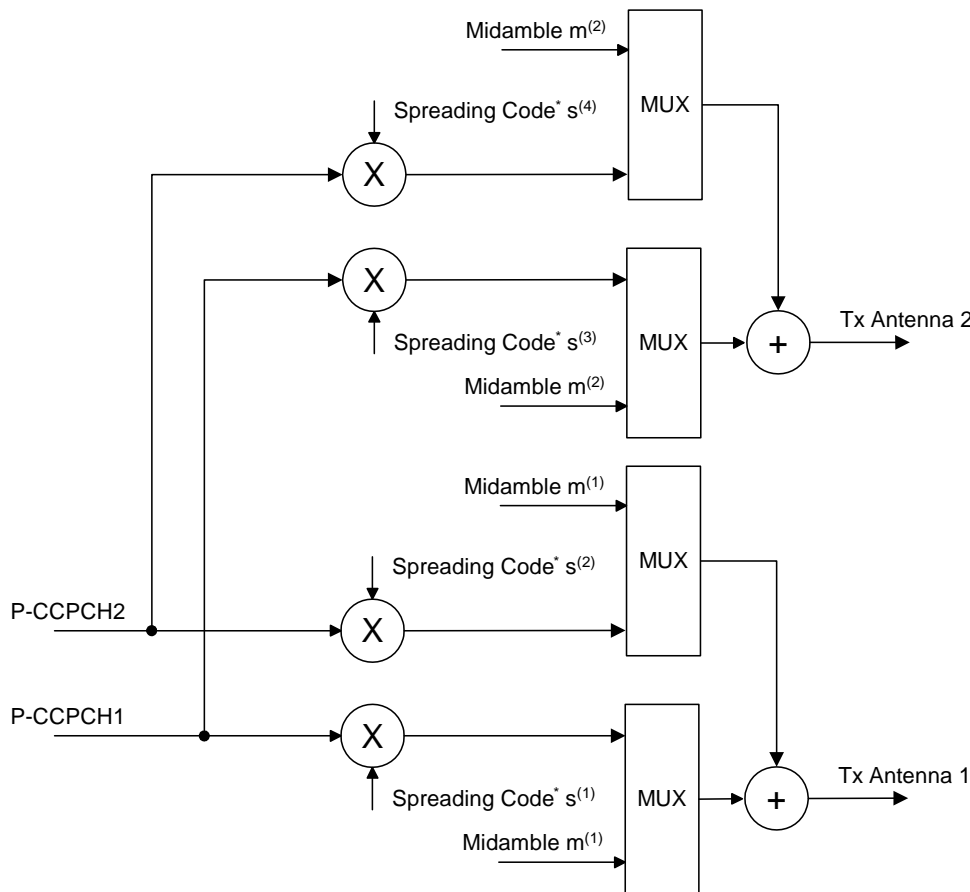 Midamble m(2)
MUX
Spreading Code* s(4)
X
X
Tx Antenna 2
Spreading Code* s(3)
MUX
+
Midamble m(2)
Midamble m(1)
Spreading Code* s(2)
MUX
P-CCPCH2
X
P-CCPCH1
X
Tx Antenna 1
Spreading Code* s(1)
MUX
+
Midamble m(1)